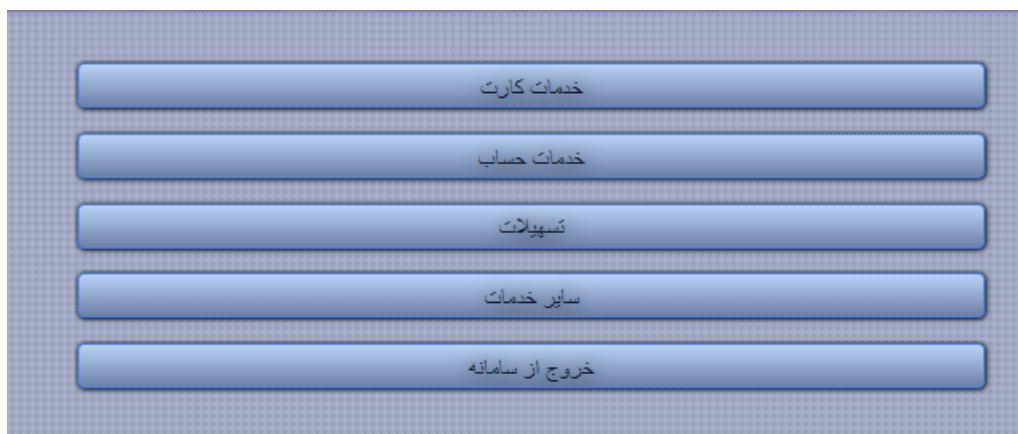 خدمات کارت
خدمات حساب
تسهیلات
سایر خدمات
خروج از سامانه